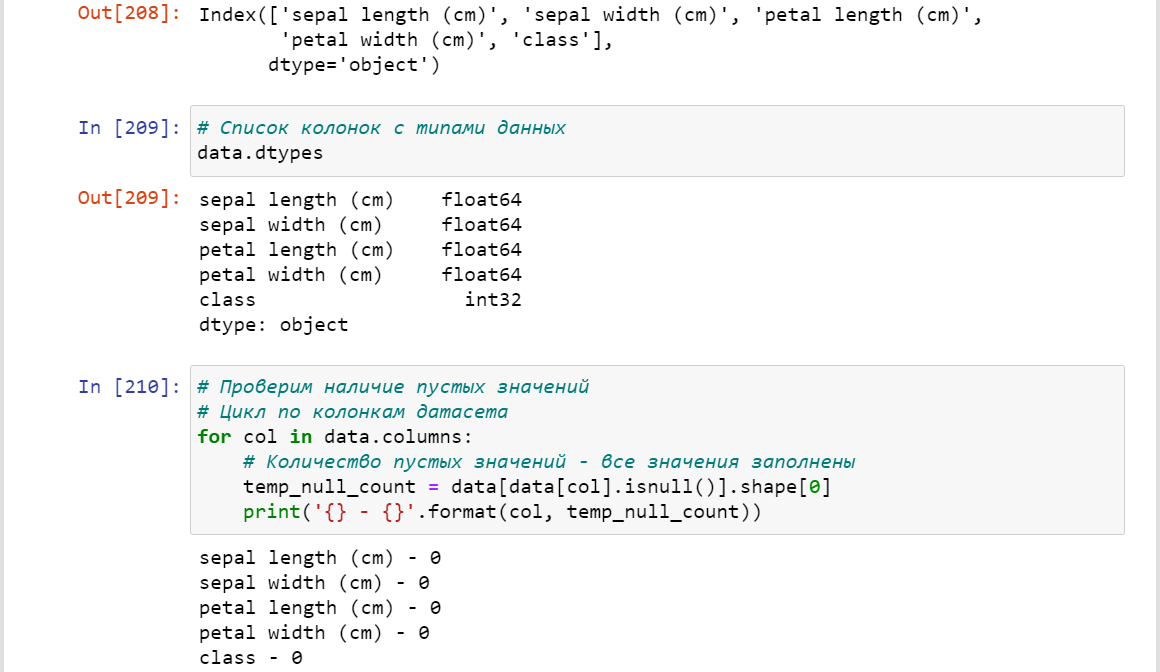 Out[208]: Index(['sepal length (cm)', 'sepal width (cm)', 'petal length (cm)',
       'petal width (cm)', 'class'],
      dtype='object')
In [209]: # Список колонок с типами данных
data.dtypes
Out[209]: sepal length (cm)    float64
sepal width (cm)     float64
petal length (cm)    float64
petal width (cm)     float64
class                  int32
dtype: object
In [210]: # Проверим наличие пустых значений
# Цикл по колонкам датасета
for col in data.columns:
    # Количество пустых значений - все значения заполнены
    temp_null_count = data[data[col].isnull()].shape[0]
    print('{} - {}'.format(col, temp_null_count))
sepal length (cm) - 0
sepal width (cm) - 0
petal length (cm) - 0
petal width (cm) - 0
class - 0